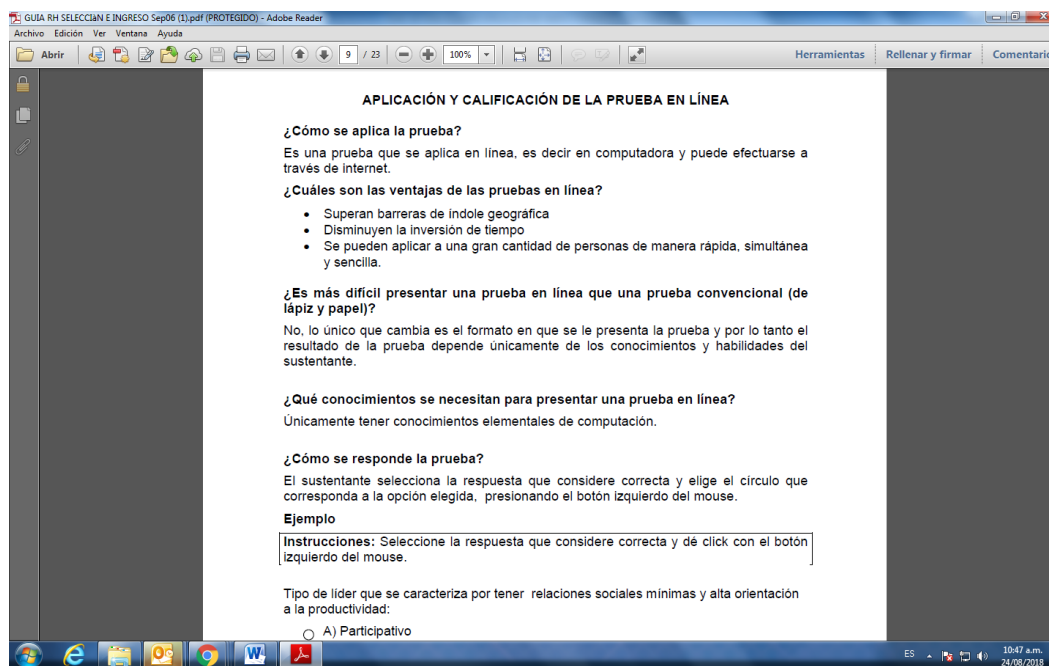 GUIA RH SELECCIàN E INGRESO Sep06 (1).pdf (PROTEGIDO) - Adobe Reader
Archivo Edición Ver Ventana Ayuda
Abrir 9 / 23 100% Herramientas Rellenar y firmar Comentario
APLICACIÓN Y CALIFICACIÓN DE LA PRUEBA EN LÍNEA
¿Cómo se aplica la prueba?
Es una prueba que se aplica en línea, es decir en computadora y puede efectuarse a
través de internet.
¿Cuáles son las ventajas de las pruebas en línea?
• Superan barreras de índole geográfica
• Disminuyen la inversión de tiempo
• Se pueden aplicar a una gran cantidad de personas de manera rápida, simultánea
y sencilla.
¿Es más difícil presentar una prueba en línea que una prueba convencional (de
lápiz y papel)?
No, lo único que cambia es el formato en que se le presenta la prueba y por lo tanto el
resultado de la prueba depende únicamente de los conocimientos y habilidades del
sustentante.
¿Qué conocimientos se necesitan para presentar una prueba en línea?
Únicamente tener conocimientos elementales de computación.
¿Cómo se responde la prueba?
El sustentante selecciona la respuesta que considere correcta y elige el círculo que
corresponda a la opción elegida, presionando el botón izquierdo del mouse.
Ejemplo
Instrucciones: Seleccione la respuesta que considere correcta y dé click con el botón
izquierdo del mouse.
Tipo de líder que se caracteriza por tener relaciones sociales mínimas y alta orientación
a la productividad:
A) Participativo
ES 10:47 a.m.
24/08/2018